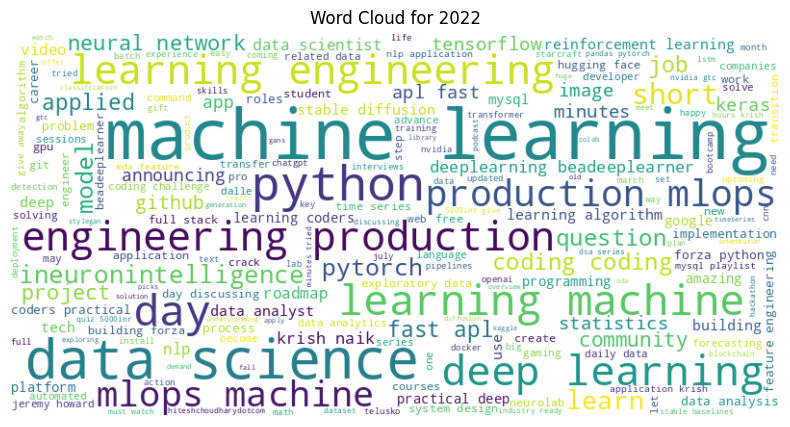 Word Cloud for 2022
watch
life
neural network
data scientist
tensorflow
starcraft
pandas pytorch
lstm
month
video
batch
experience
easy
coming
related data
nlp application
reinforcement learning
classification
tried
learning engineering
hugging face
job
companies
nvidia gtc
huge
offer
career
algorithm
give away
skills
student
apl fast
developer
short
work
solve
applied
command
gift
app
roles
stable diffusion
mysql
image
keras
meet
happy
hours krish
transition
gtc
product
gans
advance
minutes
transformer
podcast
colab
problem
sessions
gpu
model
beadeeplearner
machine learning
step
training
library
nvidia
bootcamp
need
git
eda feature
transfer
chatgpt
interviews
deeplearning beadeeplearner
detection
engineer
announcing
pro
python
data
updated
old
march
set
upcoming
coding challenge
dalle
production mlops
deep
github
generation
key
time series
discussing
web free
5000inr give
way
timeseries
cnn
stylegan
solving
full stack
learning coders
learning algorithm
google
new
implementation
deployment
engineering production
minutes tried
july
language
question
plan
oneneuron
dsa series
forza python
may
application
text
crack
lab
pytorch
pipelines
openai
coding coding
mysql playlist
ineuronintelligence
exploratory data
programming
amazing
eda
hackathon
feature engineering
project
solution
picks
day discussing
roadmap
overview
diffusion
coders practical
quiz 5000inr
day
data analyst
learning machine
tech
building forza
process
data analytics
fast apl
statistics
building
full
exploring
install
become
understanding
apply
krish naik
series
one
kaggle
use
create
community
forecasting
blockchain
data science
docker
big
gaming
daily data
platform
nlp
demand
fall
deep learning
automated
action
mlops machine
courses
application krish
let
data analysis
jeremy howard
must watch
hiteshchoudharydotcom
math
dataset
telusko
practical deep
system design
neurolab
industry ready
learn
stable baselines